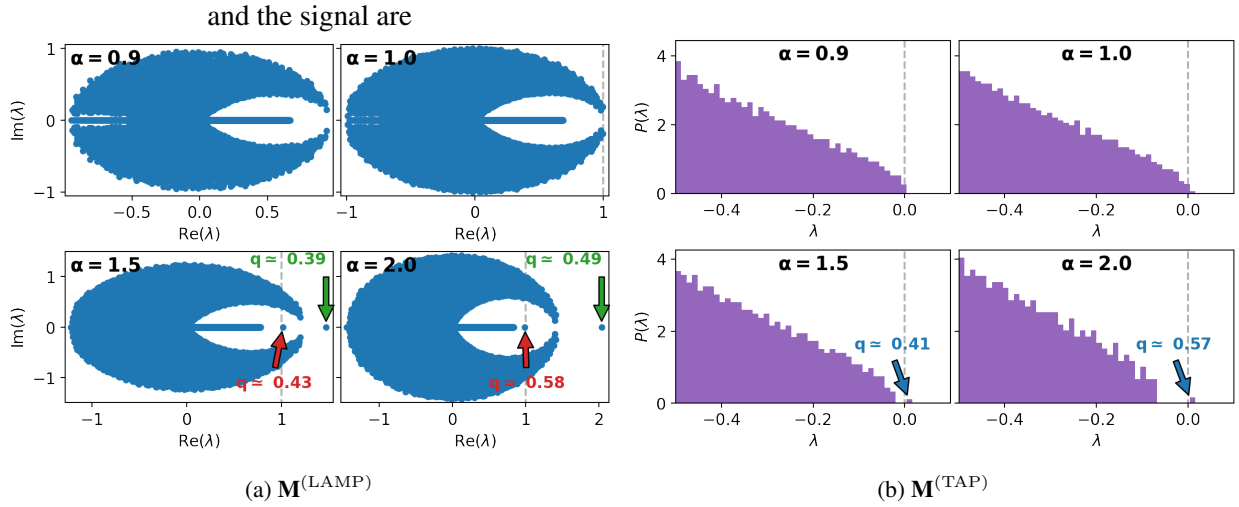 and the signal are
α = 0.9
α = 1.0
1
0
−1
Im(λ)
−0.5
0.0
0.5
Re(λ)
−1
0
1
Re(λ)
α = 1.5
q ≃ 0.39
α = 2.0
q ≃ 0.49
1
0
−1
Im(λ)
q ≃ 0.43
q ≃ 0.58
−1
0
1
Re(λ)
−1
0
1
2
Re(λ)
(a) M^(LAMP)
α = 0.9
α = 1.0
4
2
0
P(λ)
−0.4
−0.2
0.0
λ
−0.4
−0.2
0.0
λ
α = 1.5
α = 2.0
4
2
0
P(λ)
q ≃ 0.41
q ≃ 0.57
−0.4
−0.2
0.0
λ
−0.4
−0.2
0.0
λ
(b) M^(TAP)